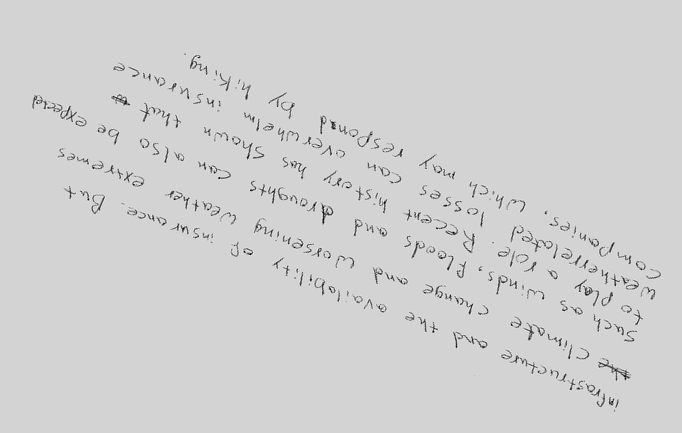 infrastructure and the availability of insurance. But
climate change and worsening weather extremes
such as winds, floods and droughts can also be expected
to play a role. Recent history has shown that
weatherrelated losses can overwhelm insurance
companies, which may respond by hiking.